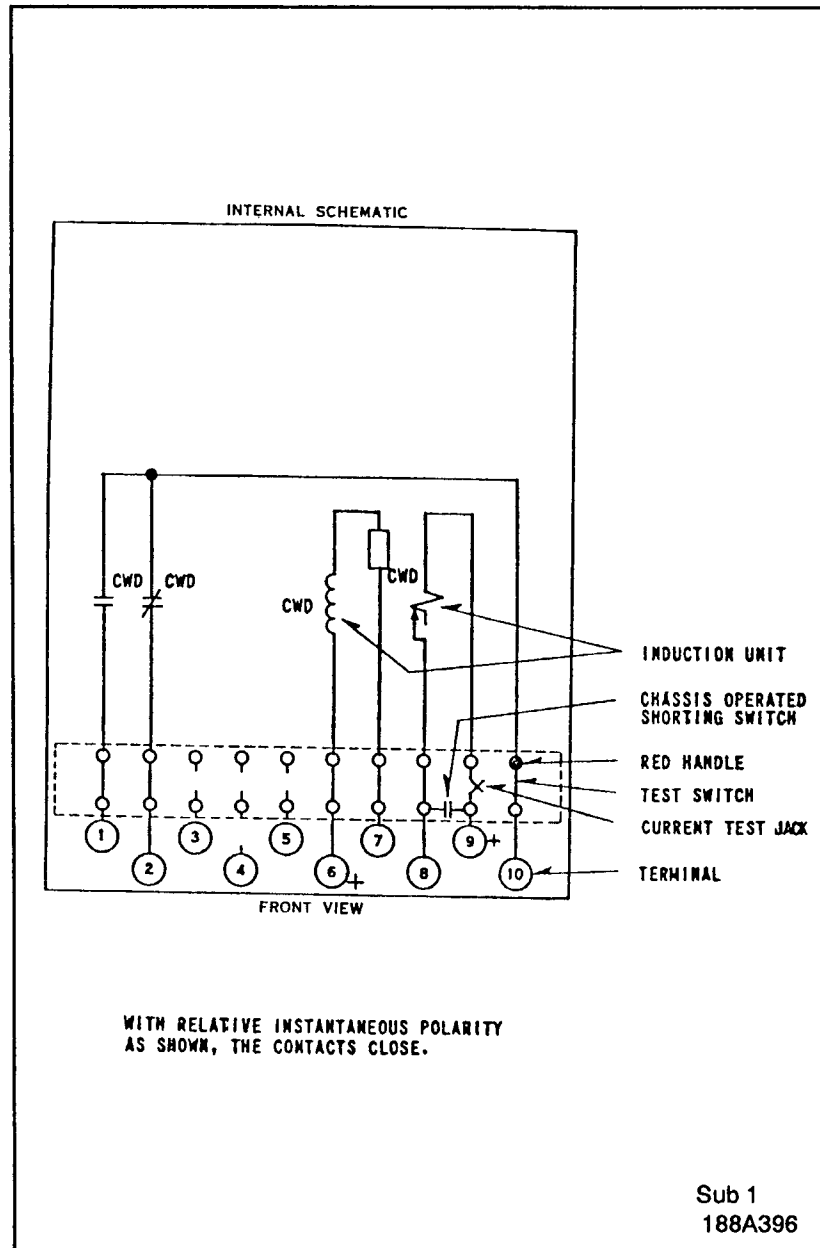 INTERNAL SCHEMATIC
CWD CWD
CWD
CWD
INDUCTION UNIT
CHASSIS OPERATED
SHORTING SWITCH
RED HANDLE
TEST SWITCH
CURRENT TEST JACK
TERMINAL
1 3 5 7 9 +
2 4 6 + 8 10
FRONT VIEW
WITH RELATIVE INSTANTANEOUS POLARITY
AS SHOWN, THE CONTACTS CLOSE.
Sub 1
188A396